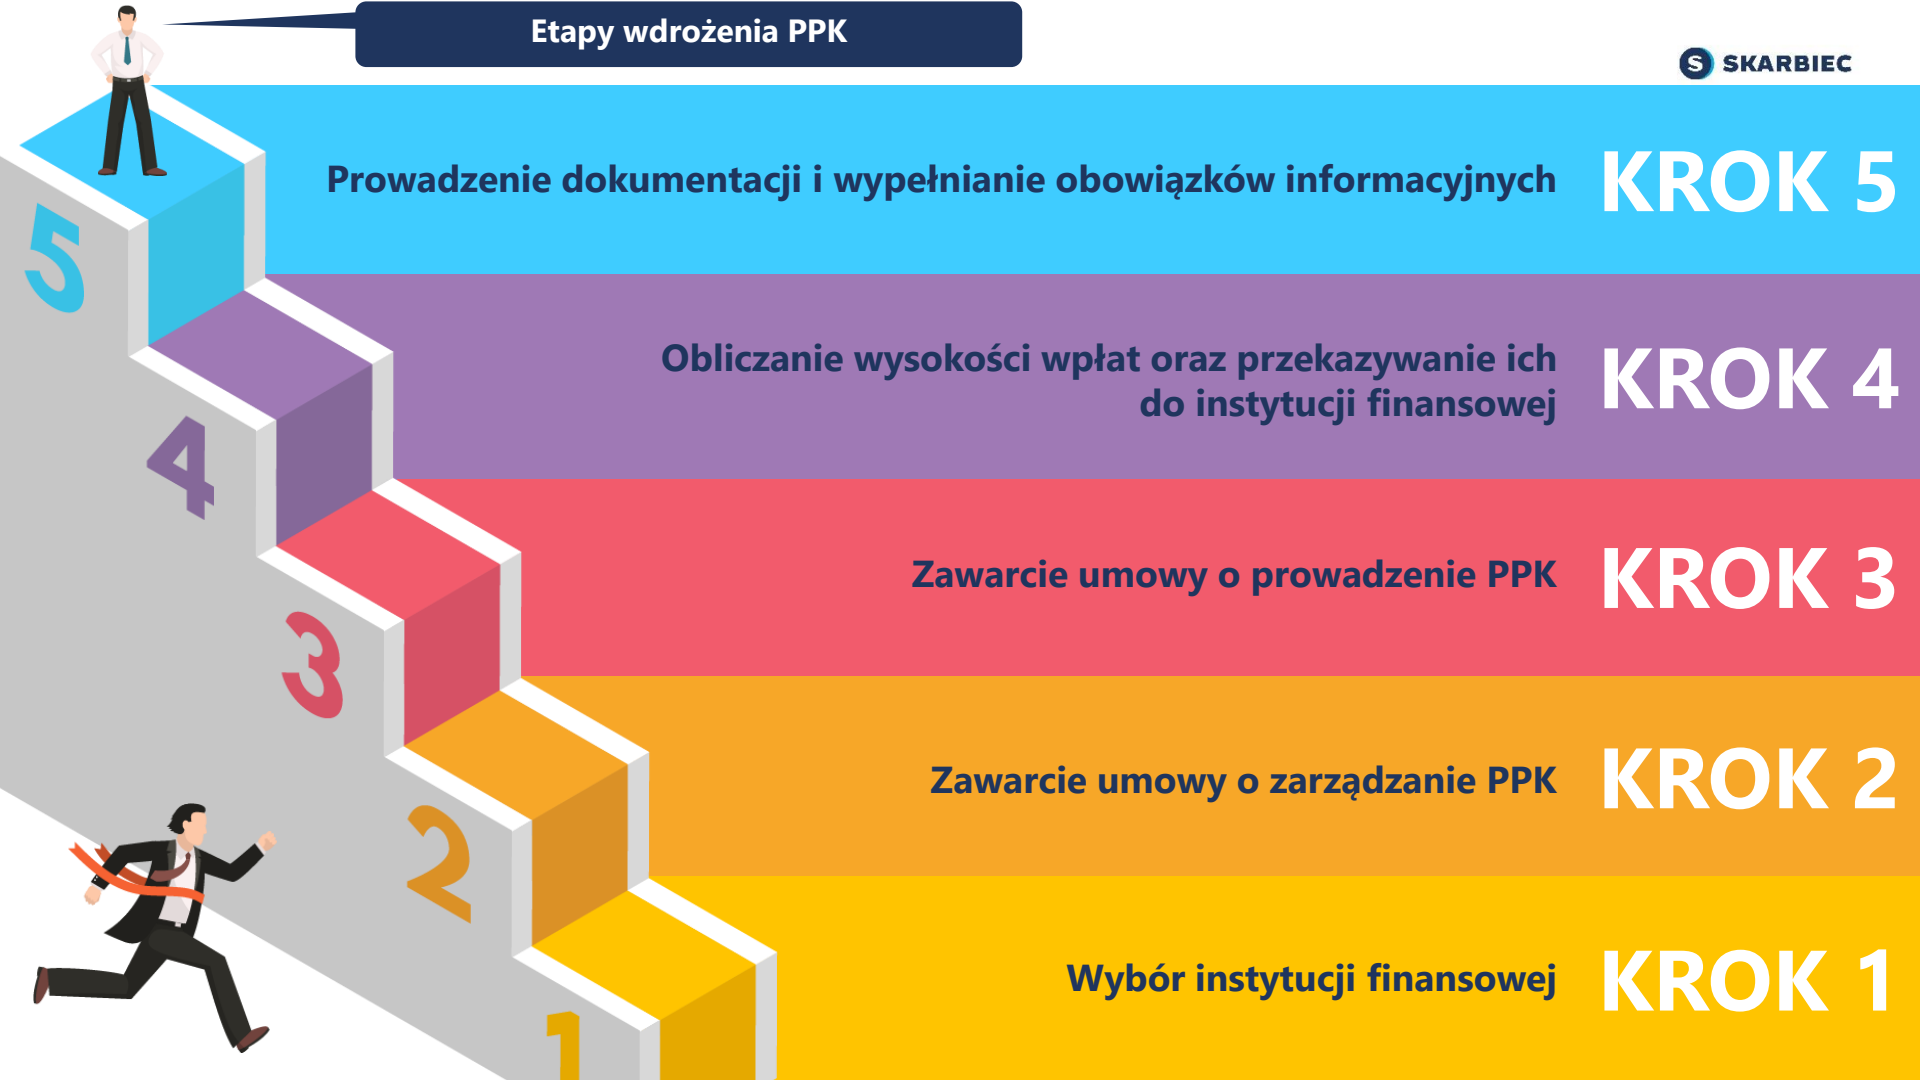 Etapy wdrożenia PPK
SKARBIEC
Prowadzenie dokumentacji i wypełnianie obowiązków informacyjnych
KROK 5
5
Obliczanie wysokości wpłat oraz przekazywanie ich
do instytucji finansowej
KROK 4
4
Zawarcie umowy o prowadzenie PPK
KROK 3
3
Zawarcie umowy o zarządzanie PPK
KROK 2
2
Wybór instytucji finansowej
KROK 1
1